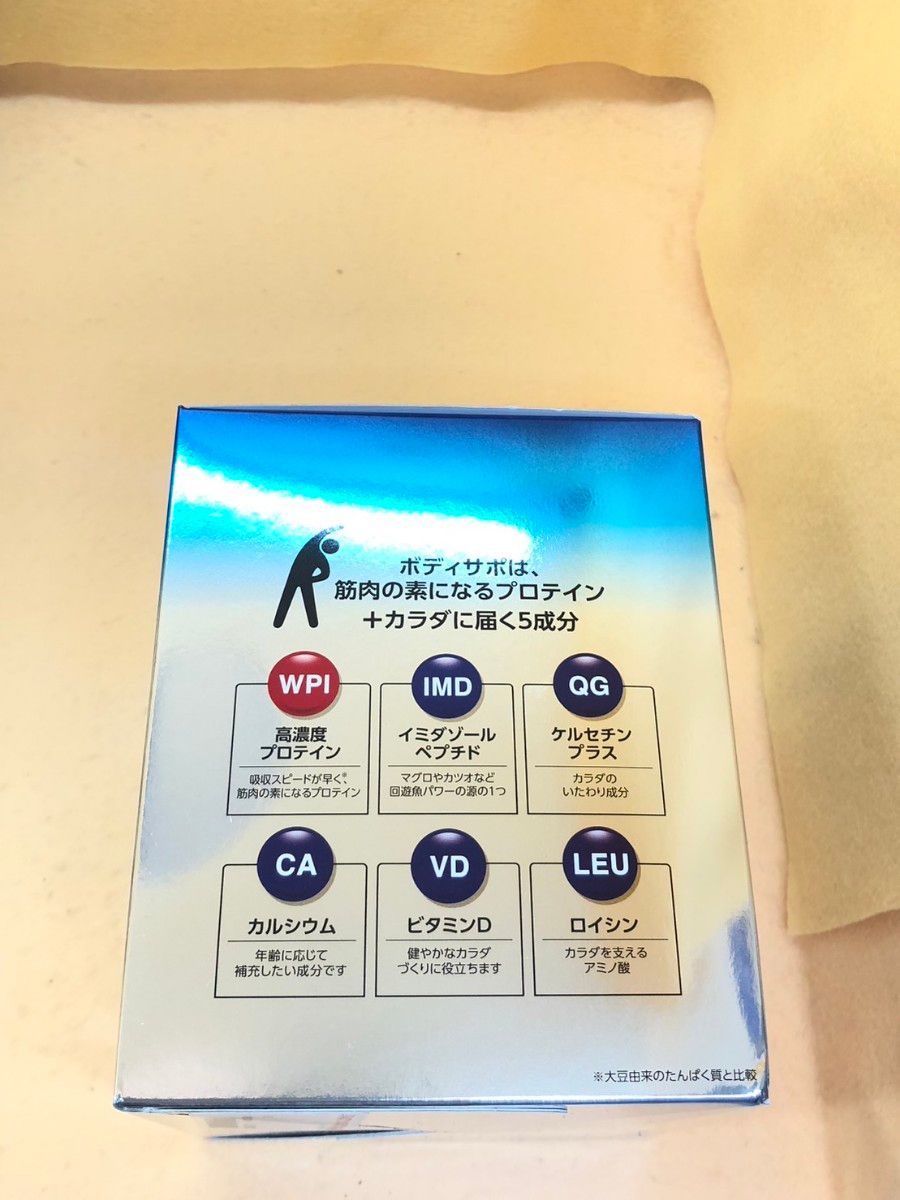 ボディサポは、
筋肉の素になるプロテイン
＋カラダに届く5成分
WPI
高濃度
プロテイン
吸収スピードが早く※、
筋肉の素になるプロテイン
IMD
イミダゾール
ペプチド
マグロやカツオなど
回遊魚パワーの源の1つ
QG
ケルセチン
プラス
カラダの
いたわり成分
CA
カルシウム
年齢に応じて
補充したい成分です
VD
ビタミンD
健やかなカラダ
づくりに役立ちます
LEU
ロイシン
カラダを支える
アミノ酸
※大豆由来のたんぱく質と比較